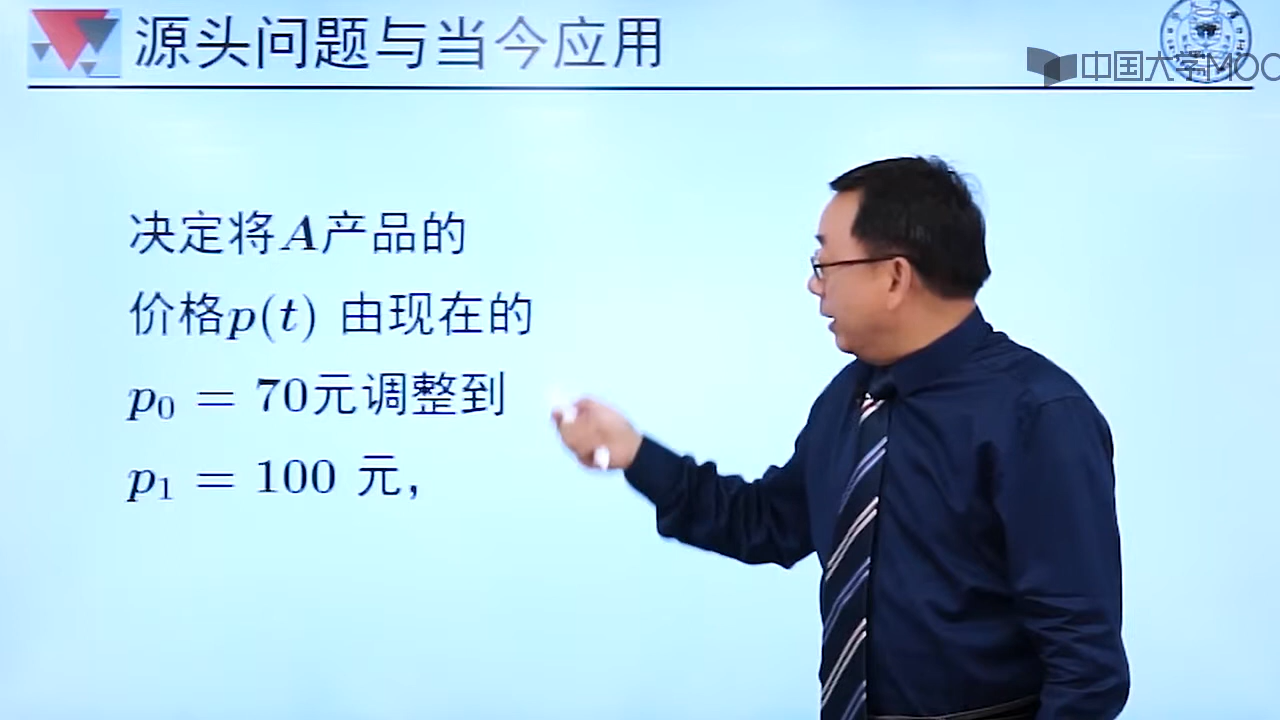 源头问题与当今应用
中国大学MOO
决定将A产品的
价格p(t) 由现在的
p₀ = 70元调整到
p₁ = 100 元,